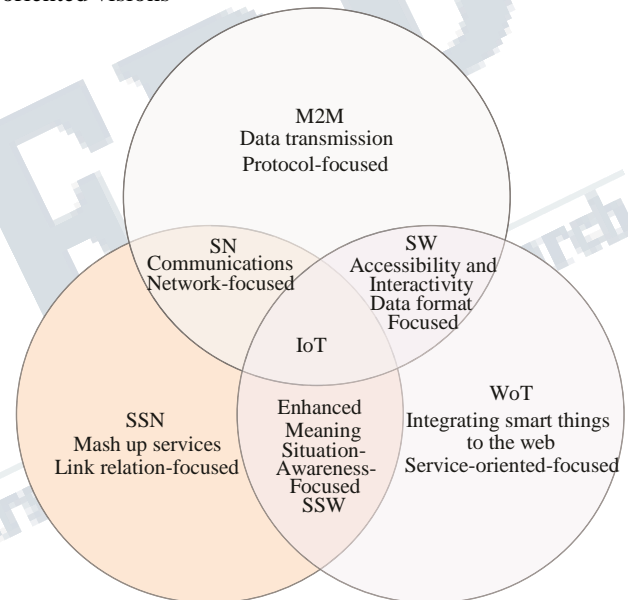 oriented visions
M2M
Data transmission
Protocol-focused
SN
Communications
Network-focused
SW
Accessibility and
Interactivity
Data format
Focused
IoT
SSN
Mash up services
Link relation-focused
Enhanced
Meaning
Situation-
Awareness-
Focused
SSW
WoT
Integrating smart things
to the web
Service-oriented-focused